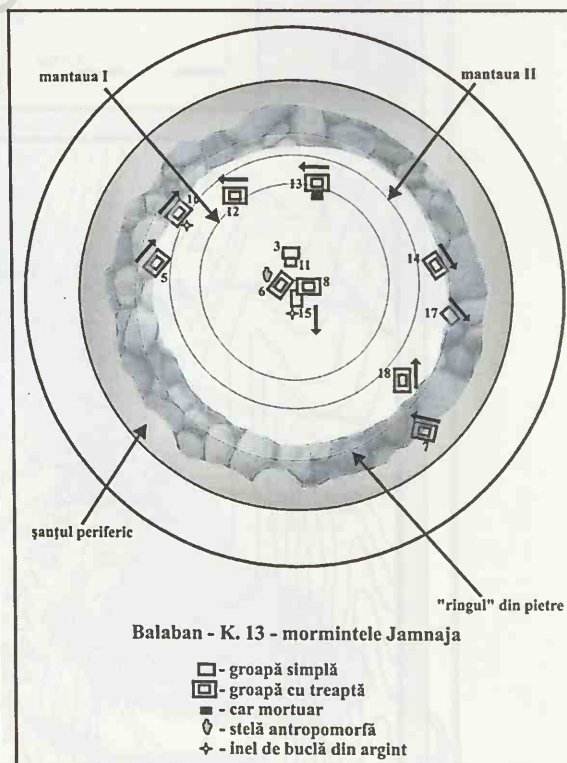 mantaua I
mantaua II
13
12
16
14
5
3
11
6
8
15
17
18
7
șanțul periferic
"ringul" din pietre
Balaban - K. 13 - mormintele Jamnaja
- groapă simplă
- groapă cu treaptă
- car mortuar
- stelă antropomorfă
- inel de buclă din argint